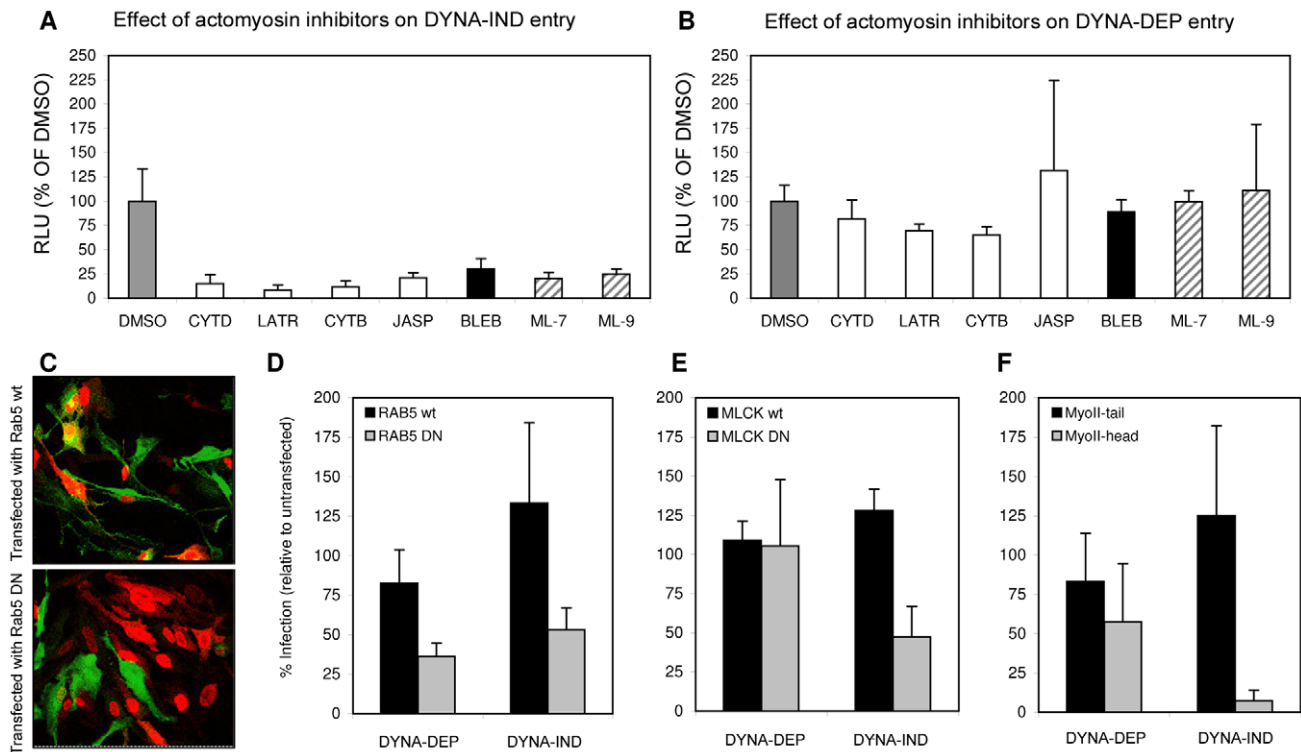 A
Effect of actomyosin inhibitors on DYNA-IND entry
RLU (% OF DMSO)
250
225
200
175
150
125
100
75
50
25
0
DMSO CYTD LATR CYTB JASP BLEB ML-7 ML-9
B
Effect of actomyosin inhibitors on DYNA-DEP entry
RLU (% OF DMSO)
250
225
200
175
150
125
100
75
50
25
0
DMSO CYTD LATR CYTB JASP BLEB ML-7 ML-9
C
Transfected with Rab5 wt
Transfected with Rab5 DN
D
% Infection (relative to untransfected)
200
175
150
125
100
75
50
25
0
RAB5 wt
RAB5 DN
DYNA-DEP DYNA-IND
E
200
175
150
125
100
75
50
25
0
MLCK wt
MLCK DN
DYNA-DEP DYNA-IND
F
200
175
150
125
100
75
50
25
0
MyoII-tail
MyoII-head
DYNA-DEP DYNA-IND